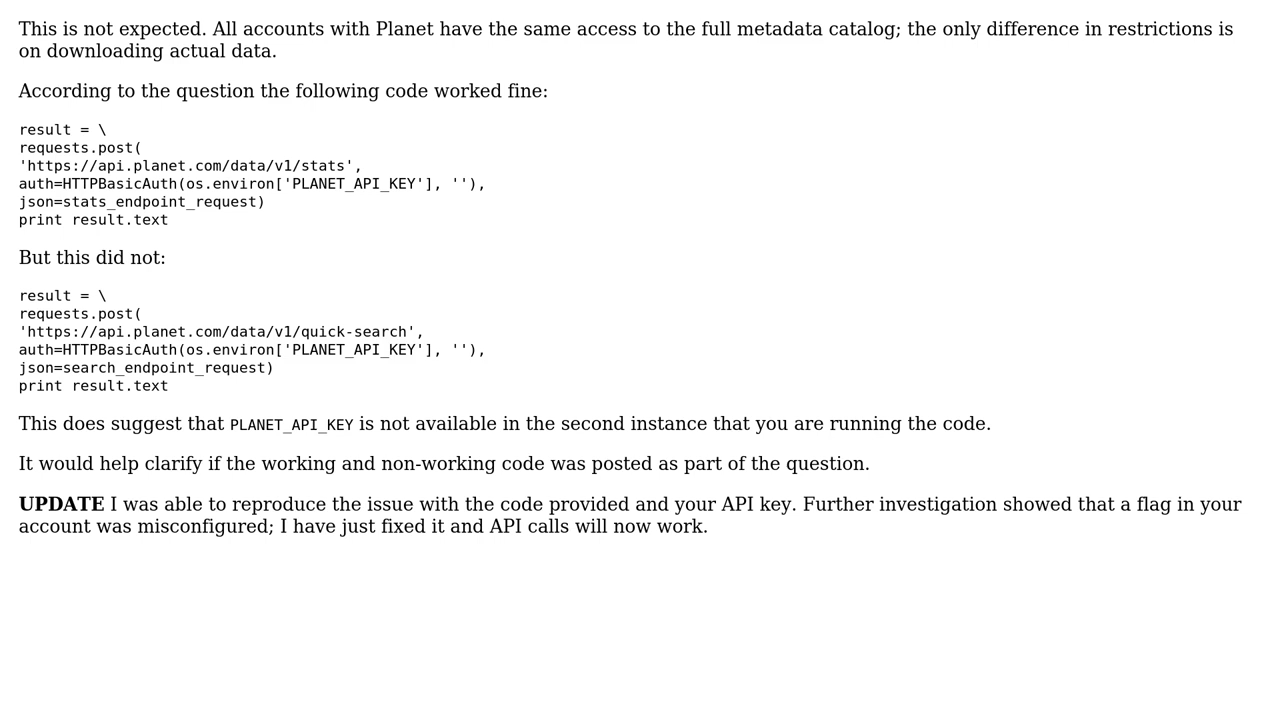 This is not expected. All accounts with Planet have the same access to the full metadata catalog; the only difference in restrictions is
on downloading actual data.
According to the question the following code worked fine:
result = \
requests.post(
'https://api.planet.com/data/v1/stats',
auth=HTTPBasicAuth(os.environ['PLANET_API_KEY'], ''),
json=stats_endpoint_request)
print result.text
But this did not:
result = \
requests.post(
'https://api.planet.com/data/v1/quick-search',
auth=HTTPBasicAuth(os.environ['PLANET_API_KEY'], ''),
json=search_endpoint_request)
print result.text
This does suggest that PLANET_API_KEY is not available in the second instance that you are running the code.
It would help clarify if the working and non-working code was posted as part of the question.
UPDATE I was able to reproduce the issue with the code provided and your API key. Further investigation showed that a flag in your
account was misconfigured; I have just fixed it and API calls will now work.